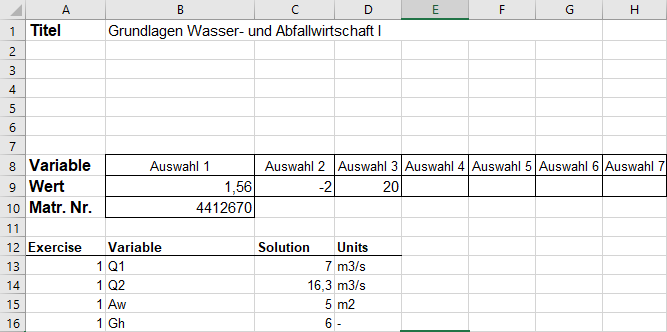 A B C D E F G H
1 Titel Grundlagen Wasser- und Abfallwirtschaft I
2
3
4
5
6
7
8 Variable Auswahl 1 Auswahl 2 Auswahl 3 Auswahl 4 Auswahl 5 Auswahl 6 Auswahl 7
9 Wert 1,56 -2 20
10 Matr. Nr. 4412670
11
12 Exercise Variable Solution Units
13 1 Q1 7 m3/s
14 1 Q2 16,3 m3/s
15 1 Aw 5 m2
16 1 Gh 6 -